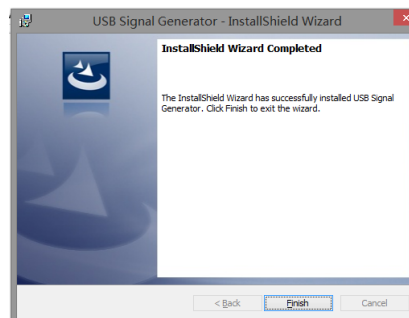 USB Signal Generator - InstallShield Wizard
InstallShield Wizard Completed
The InstallShield Wizard has successfully installed USB Signal
Generator. Click Finish to exit the wizard.
< Back
Finish
Cancel